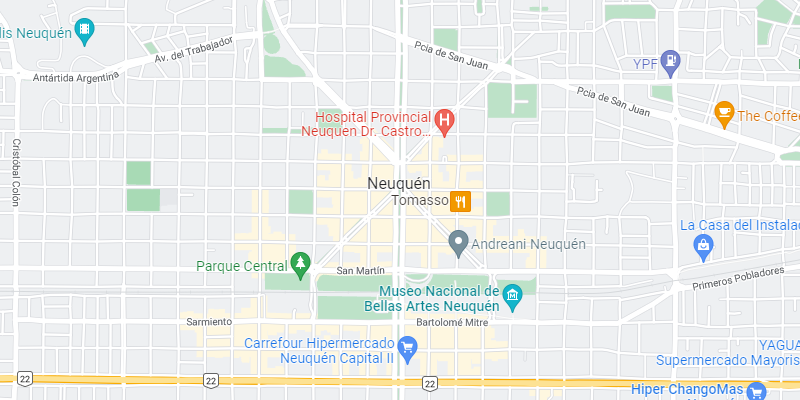 lis Neuquén
Av. del Trabajador
Antártida Argentina
Pcia de San Juan
YPF
Pcia de San Juan
The Coffee
Hospital Provincial
Neuquen Dr. Castro...
Cristobal Colón
Neuquén
Tomasso
La Casa del Instalad
Andreani Neuquén
Parque Central
San Martín
Primeros Pobladores
Museo Nacional de
Bellas Artes Neuquén
Sarmiento
Bartolomé Mitre
Carrefour Hipermercado
Neuquén Capital II
YAGUA
Supermercado Mayoris
22
22
22
Hiper ChangoMas